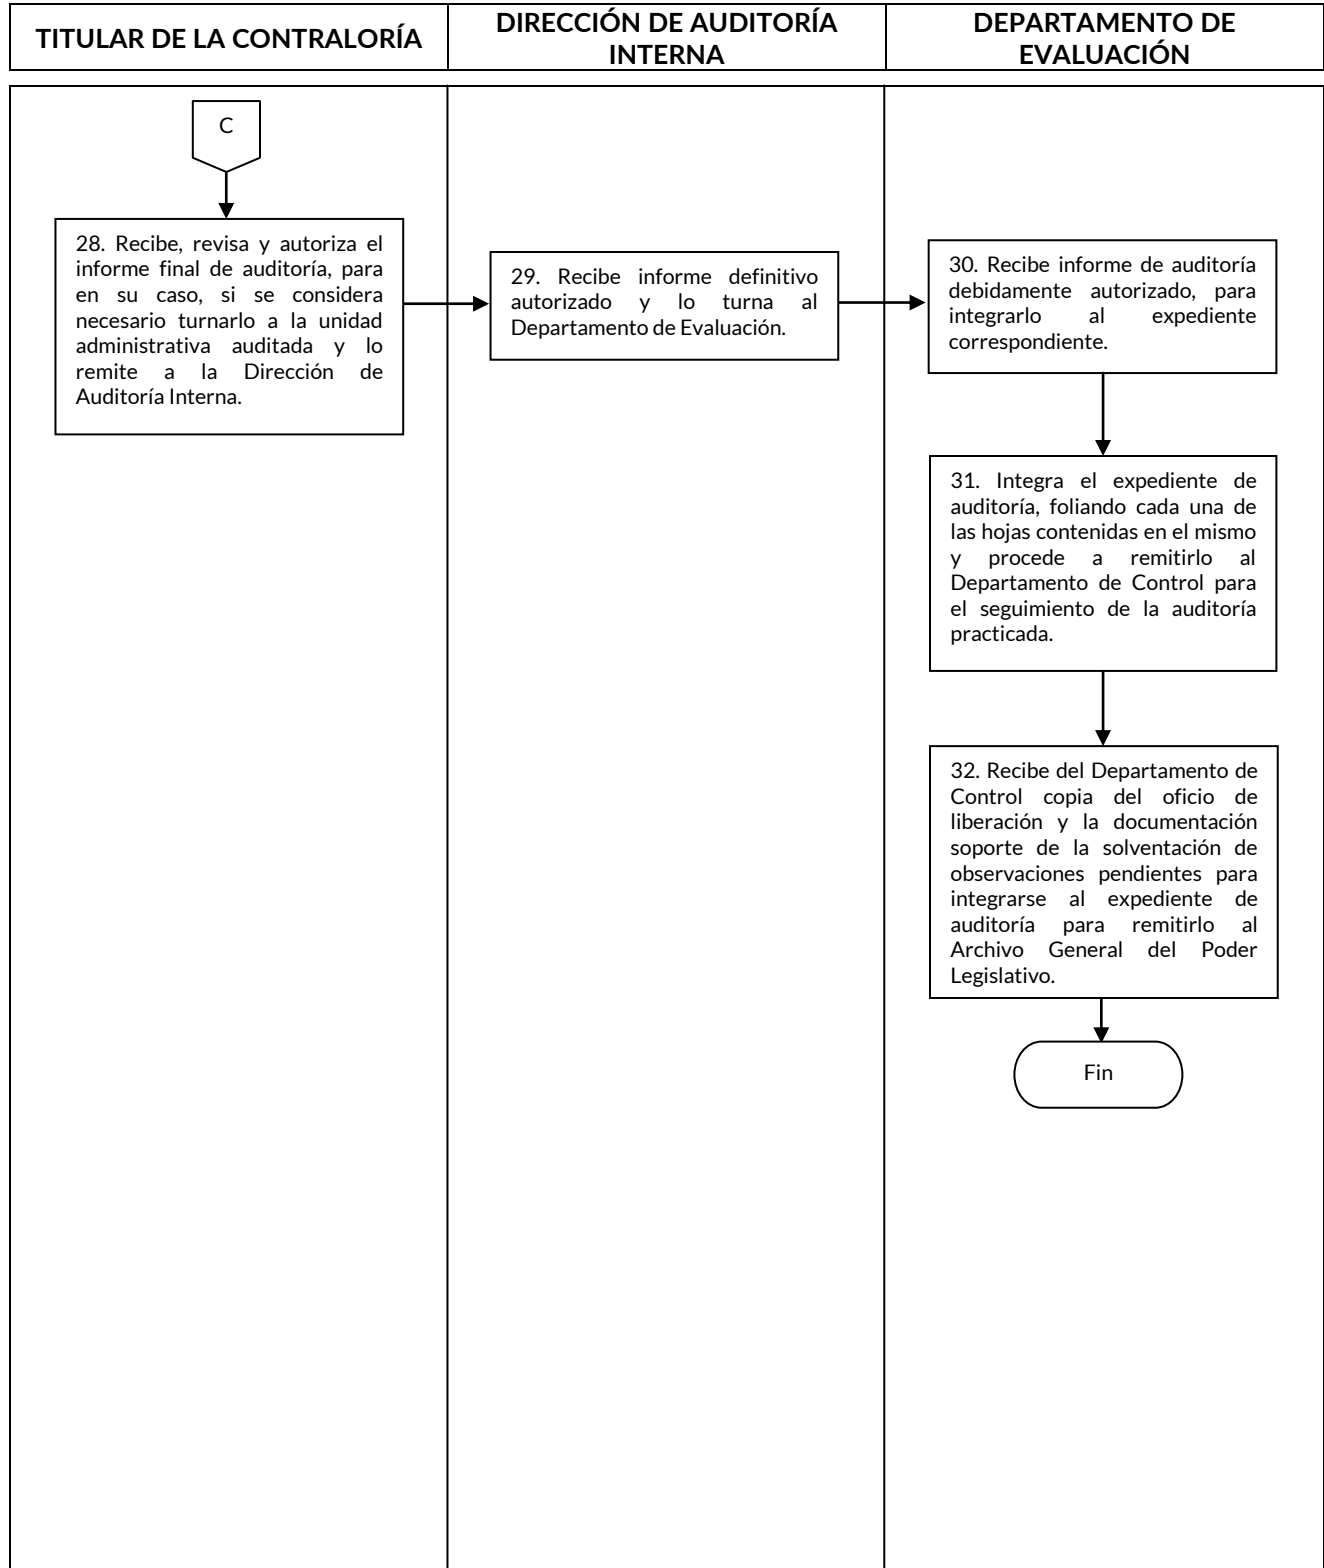 TITULAR DE LA CONTRALORÍA
DIRECCIÓN DE AUDITORÍA
INTERNA
DEPARTAMENTO DE
EVALUACIÓN
C
28. Recibe, revisa y autoriza el
informe final de auditoría, para
en su caso, si se considera
necesario turnarlo a la unidad
administrativa auditada y lo
remite a la Dirección de
Auditoría Interna.
29. Recibe informe definitivo
autorizado y lo turna al
Departamento de Evaluación.
30. Recibe informe de auditoría
debidamente autorizado, para
integrarlo al expediente
correspondiente.
31. Integra el expediente de
auditoría, foliando cada una de
las hojas contenidas en el mismo
y procede a remitirlo al
Departamento de Control para
el seguimiento de la auditoría
practicada.
32. Recibe del Departamento de
Control copia del oficio de
liberación y la documentación
soporte de la solventación de
observaciones pendientes para
integrarse al expediente de
auditoría para remitirlo al
Archivo General del Poder
Legislativo.
Fin